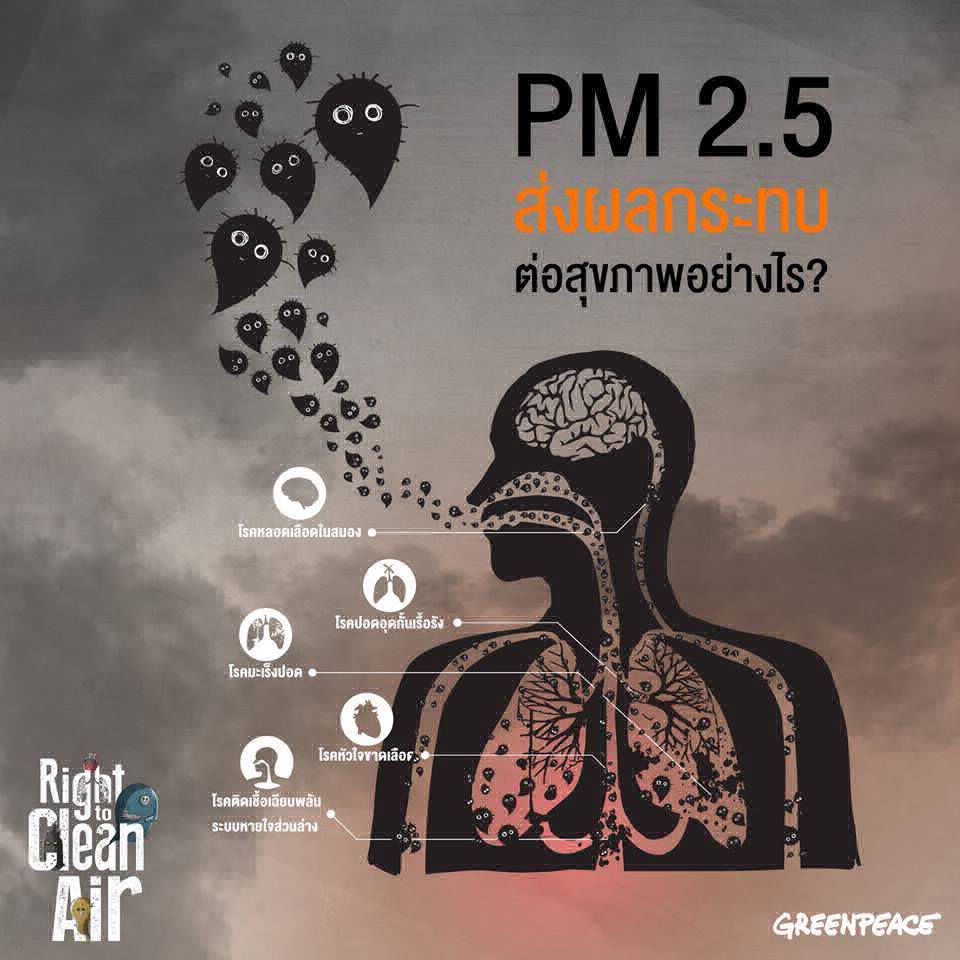 PM 2.5
ส่งผลกระทบ
ต่อสุขภาพอย่างไร?
โรคหลอดเลือดในสมอง
โรคปอดอุดกั้นเรื้อรัง
โรคมะเร็งปอด
โรคหัวใจขาดเลือด
โรคติดเชื้อเฉียบพลัน
ระบบหายใจส่วนล่าง
Right
to
Clean
Air
GREENPEACE